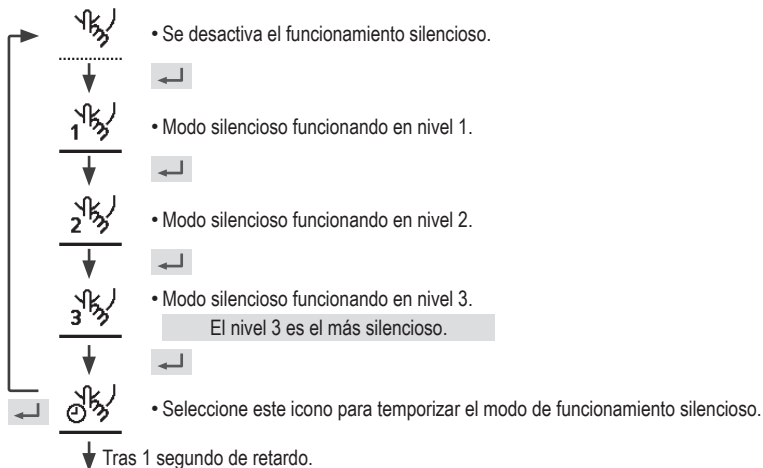 • Se desactiva el funcionamiento silencioso.
1
• Modo silencioso funcionando en nivel 1.
2
• Modo silencioso funcionando en nivel 2.
3
• Modo silencioso funcionando en nivel 3.
El nivel 3 es el más silencioso.
• Seleccione este icono para temporizar el modo de funcionamiento silencioso.
Tras 1 segundo de retardo.